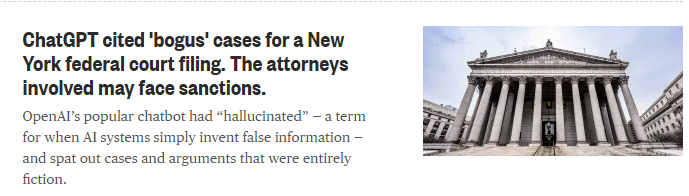 ChatGPT cited 'bogus' cases for a New
York federal court filing. The attorneys
involved may face sanctions.
OpenAI’s popular chatbot had “hallucinated” – a term
for when AI systems simply invent false information –
and spat out cases and arguments that were entirely
fiction.